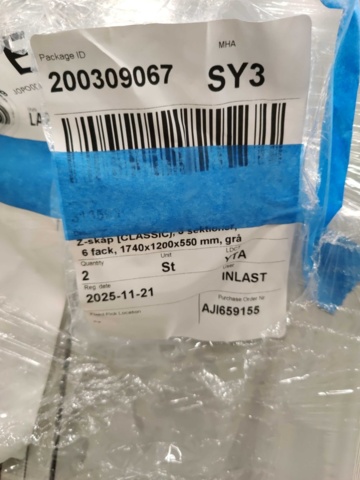 Package ID
MHA
200309067
SY3
Z-skåp (CLASSIC), 3 sektioner,
6 fack, 1740x1200x550 mm, grå
Quantity
Unit
2
St
YTA
INLAST
Reg. date
2025-11-21
Purchase Order Nr
AJI659155